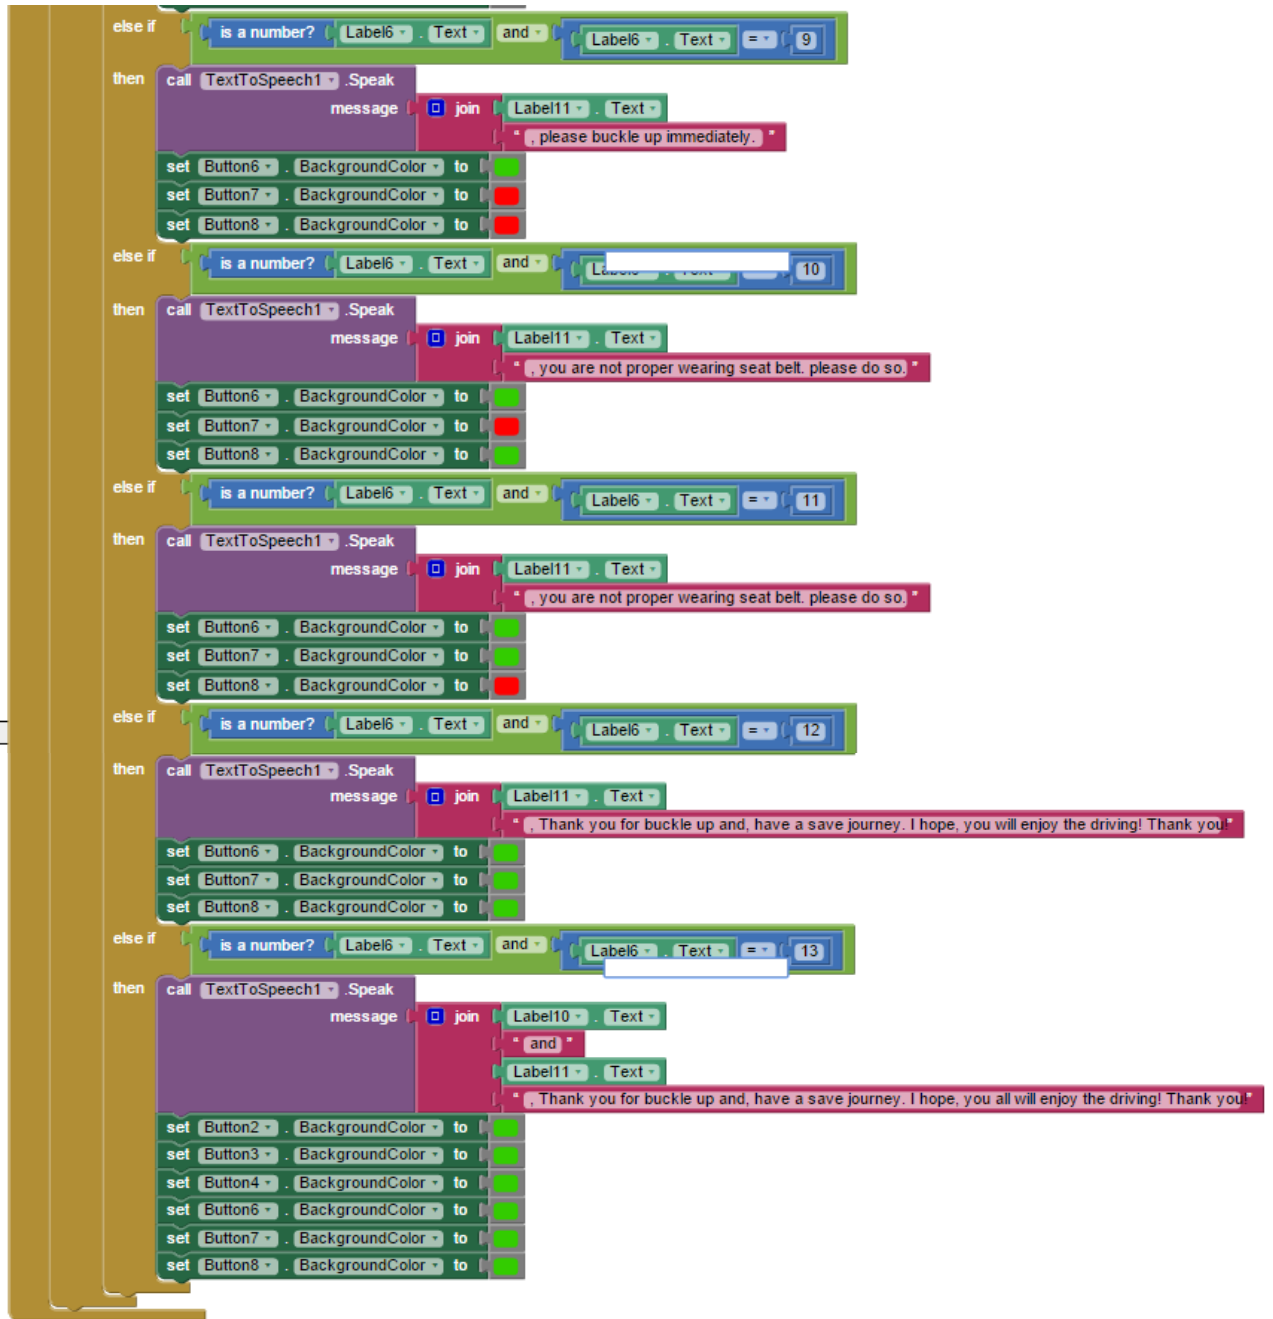 else if is a number? Label6 . Text and Label6 . Text = 9
then call TextToSpeech1 .Speak
message join Label11 . Text
" , please buckle up immediately. "
set Button6 . BackgroundColor to
set Button7 . BackgroundColor to
set Button8 . BackgroundColor to
else if is a number? Label6 . Text and 10
then call TextToSpeech1 .Speak
message join Label11 . Text
" , you are not proper wearing seat belt. please do so. "
set Button6 . BackgroundColor to
set Button7 . BackgroundColor to
set Button8 . BackgroundColor to
else if is a number? Label6 . Text and Label6 . Text = 11
then call TextToSpeech1 .Speak
message join Label11 . Text
" , you are not proper wearing seat belt. please do so. "
set Button6 . BackgroundColor to
set Button7 . BackgroundColor to
set Button8 . BackgroundColor to
else if is a number? Label6 . Text and Label6 . Text = 12
then call TextToSpeech1 .Speak
message join Label11 . Text
" , Thank you for buckle up and, have a save journey. I hope, you will enjoy the driving! Thank you! "
set Button6 . BackgroundColor to
set Button7 . BackgroundColor to
set Button8 . BackgroundColor to
else if is a number? Label6 . Text and Label6 . Text = 13
then call TextToSpeech1 .Speak
message join Label10 . Text
" and "
Label11 . Text
" , Thank you for buckle up and, have a save journey. I hope, you all will enjoy the driving! Thank you! "
set Button2 . BackgroundColor to
set Button3 . BackgroundColor to
set Button4 . BackgroundColor to
set Button6 . BackgroundColor to
set Button7 . BackgroundColor to
set Button8 . BackgroundColor to